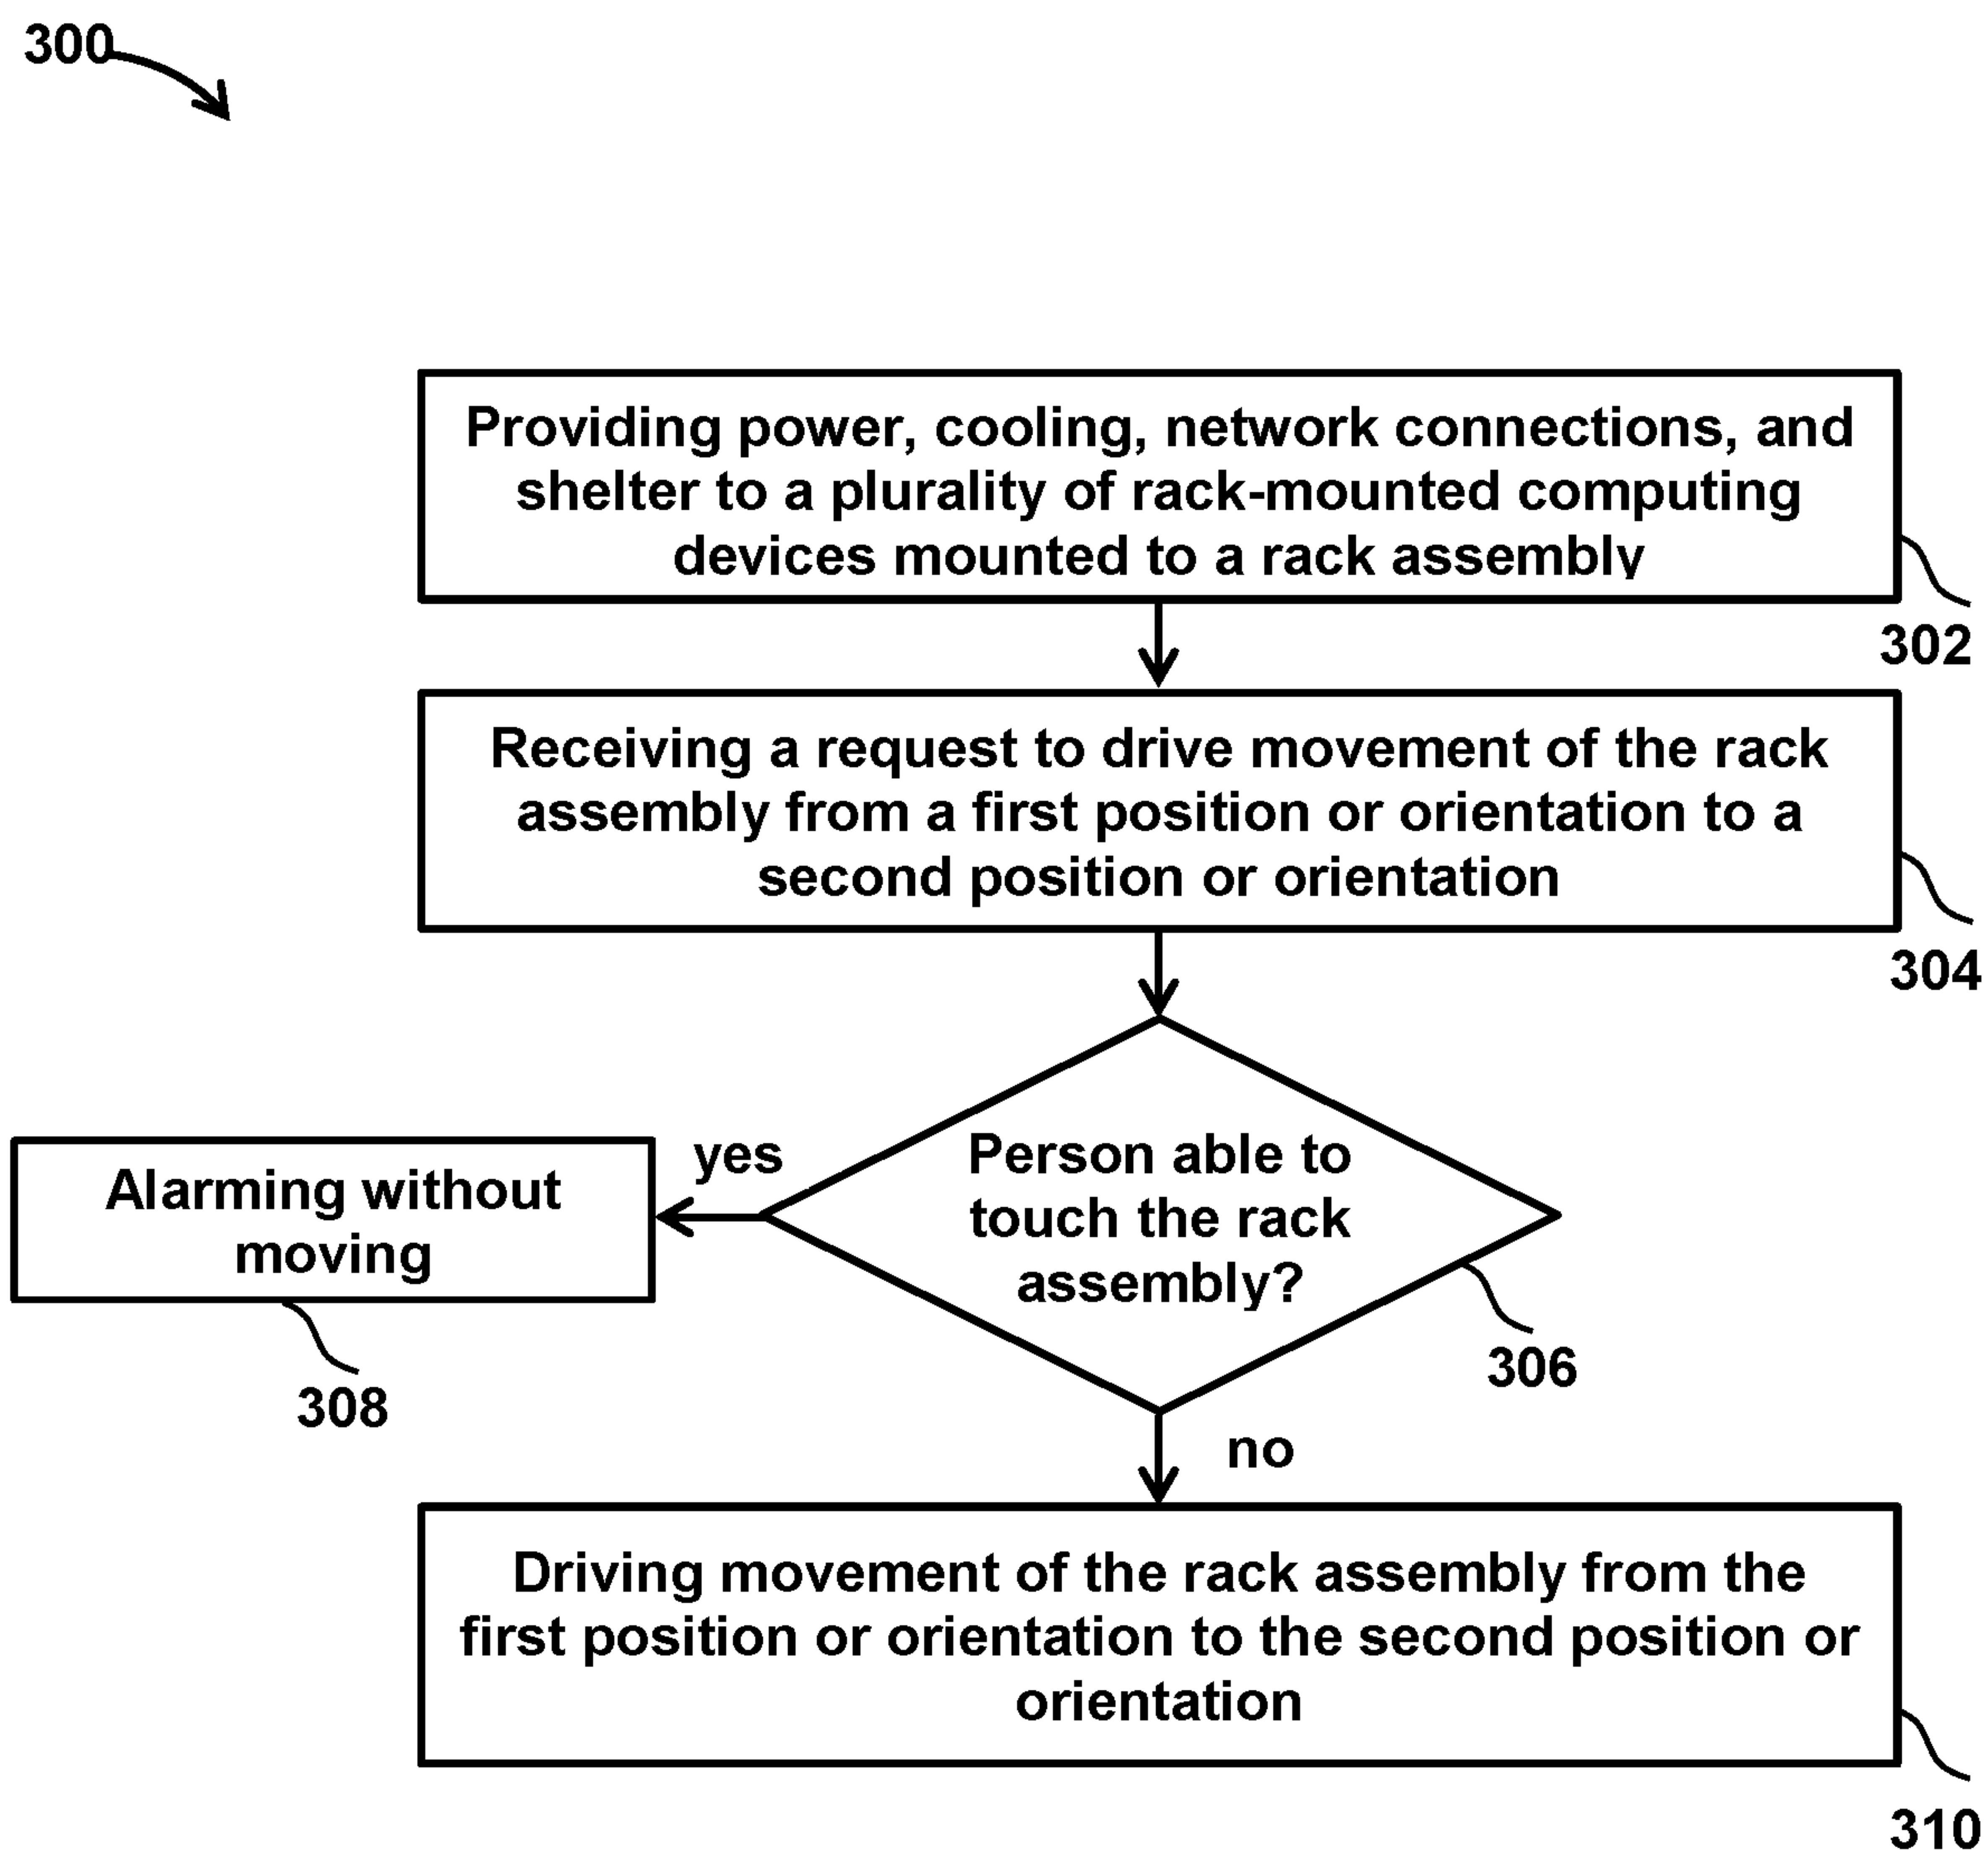 300
Providing power, cooling, network connections, and
shelter to a plurality of rack-mounted computing
devices mounted to a rack assembly
302
Receiving a request to drive movement of the rack
assembly from a first position or orientation to a
second position or orientation
304
Person able to
touch the rack
assembly?
306
yes
Alarming without
moving
308
no
Driving movement of the rack assembly from the
first position or orientation to the second position or
orientation
310